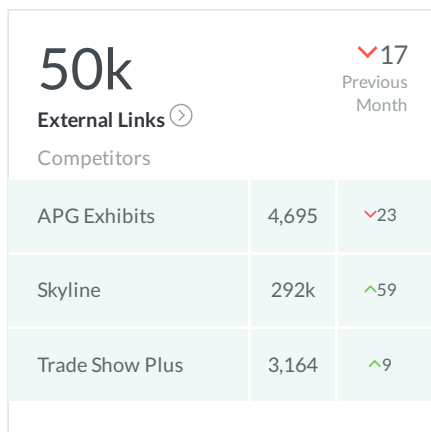 50k
17
Previous
Month
External Links
Competitors
APG Exhibits 4,695 23
Skyline 292k 59
Trade Show Plus 3,164 9